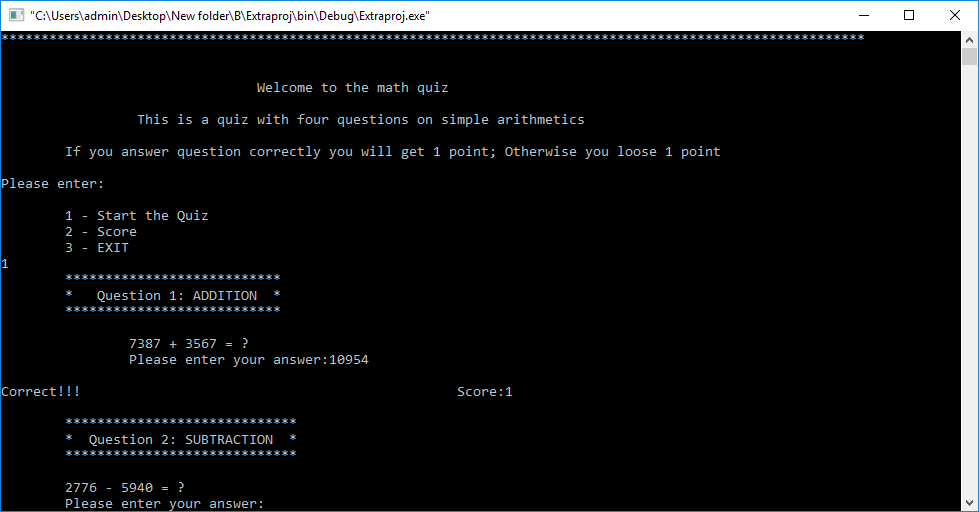 "C:\Users\admin\Desktop\New folder\B\Extraproj\bin\Debug\Extraproj.exe"
************************************************************************************************************
Welcome to the math quiz
This is a quiz with four questions on simple arithmetics
If you answer question correctly you will get 1 point; Otherwise you loose 1 point
Please enter:
1 - Start the Quiz
2 - Score
3 - EXIT
1
***************************
*   Question 1: ADDITION  *
***************************
7387 + 3567 = ?
Please enter your answer:10954
Correct!!! Score:1
*****************************
*  Question 2: SUBTRACTION  *
*****************************
2776 - 5940 = ?
Please enter your answer: